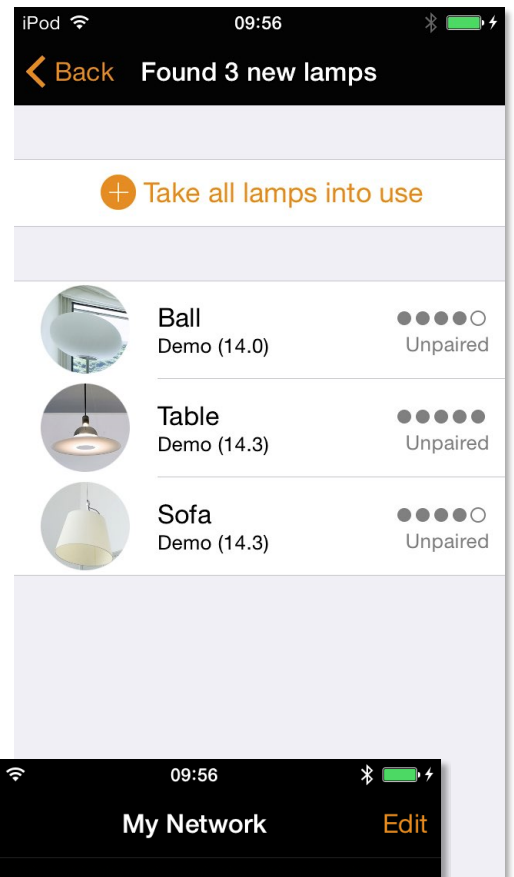 iPod 09:56
Back Found 3 new lamps
Take all lamps into use
Ball
Demo (14.0)
Unpaired
Table
Demo (14.3)
Unpaired
Sofa
Demo (14.3)
Unpaired
09:56
My Network Edit